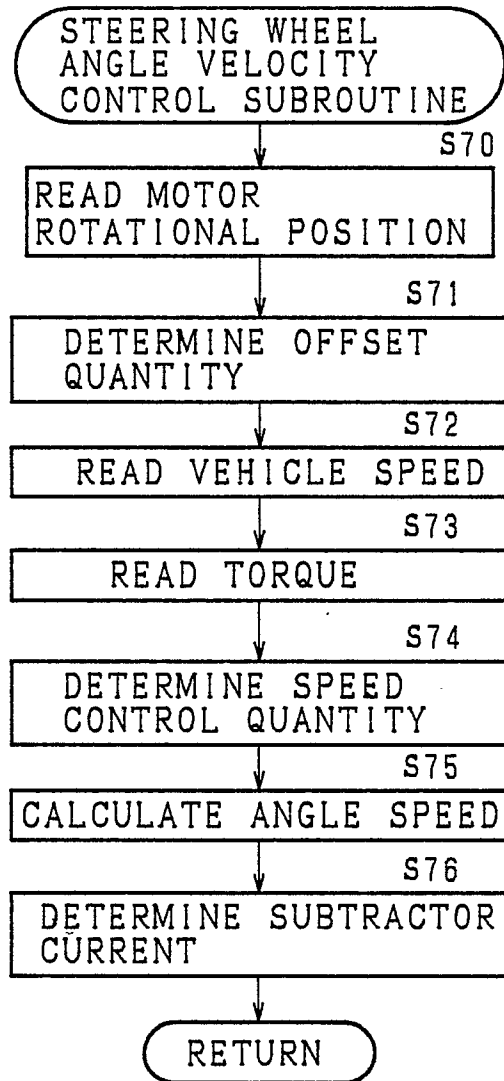 STEERING WHEEL
ANGLE VELOCITY
CONTROL SUBROUTINE
S70
READ MOTOR
ROTATIONAL POSITION
S71
DETERMINE OFFSET
QUANTITY
S72
READ VEHICLE SPEED
S73
READ TORQUE
S74
DETERMINE SPEED
CONTROL QUANTITY
S75
CALCULATE ANGLE SPEED
S76
DETERMINE SUBTRACTOR
CURRENT
RETURN